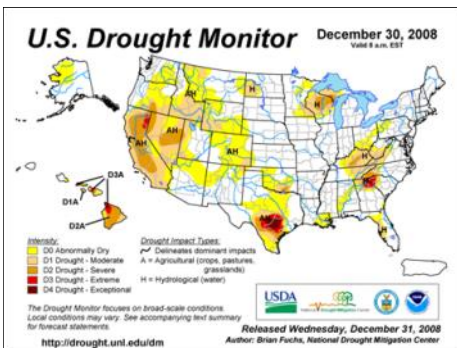 U.S. Drought Monitor
December 30, 2008
Valid 8 a.m. EST
H
AH
H
AH
AH
AH
H
H
H
D3A
D1A
D2A
Intensity:
D0 Abnormally Dry
D1 Drought - Moderate
D2 Drought - Severe
D3 Drought - Extreme
D4 Drought - Exceptional
Drought Impact Types:
Delineates dominant impacts
A = Agricultural (crops, pastures,
grasslands)
H = Hydrological (water)
The Drought Monitor focuses on broad-scale conditions.
Local conditions may vary. See accompanying text summary
for forecast statements.
http://drought.unl.edu/dm
USDA
Released Wednesday, December 31, 2008
Author: Brian Fuchs, National Drought Mitigation Center